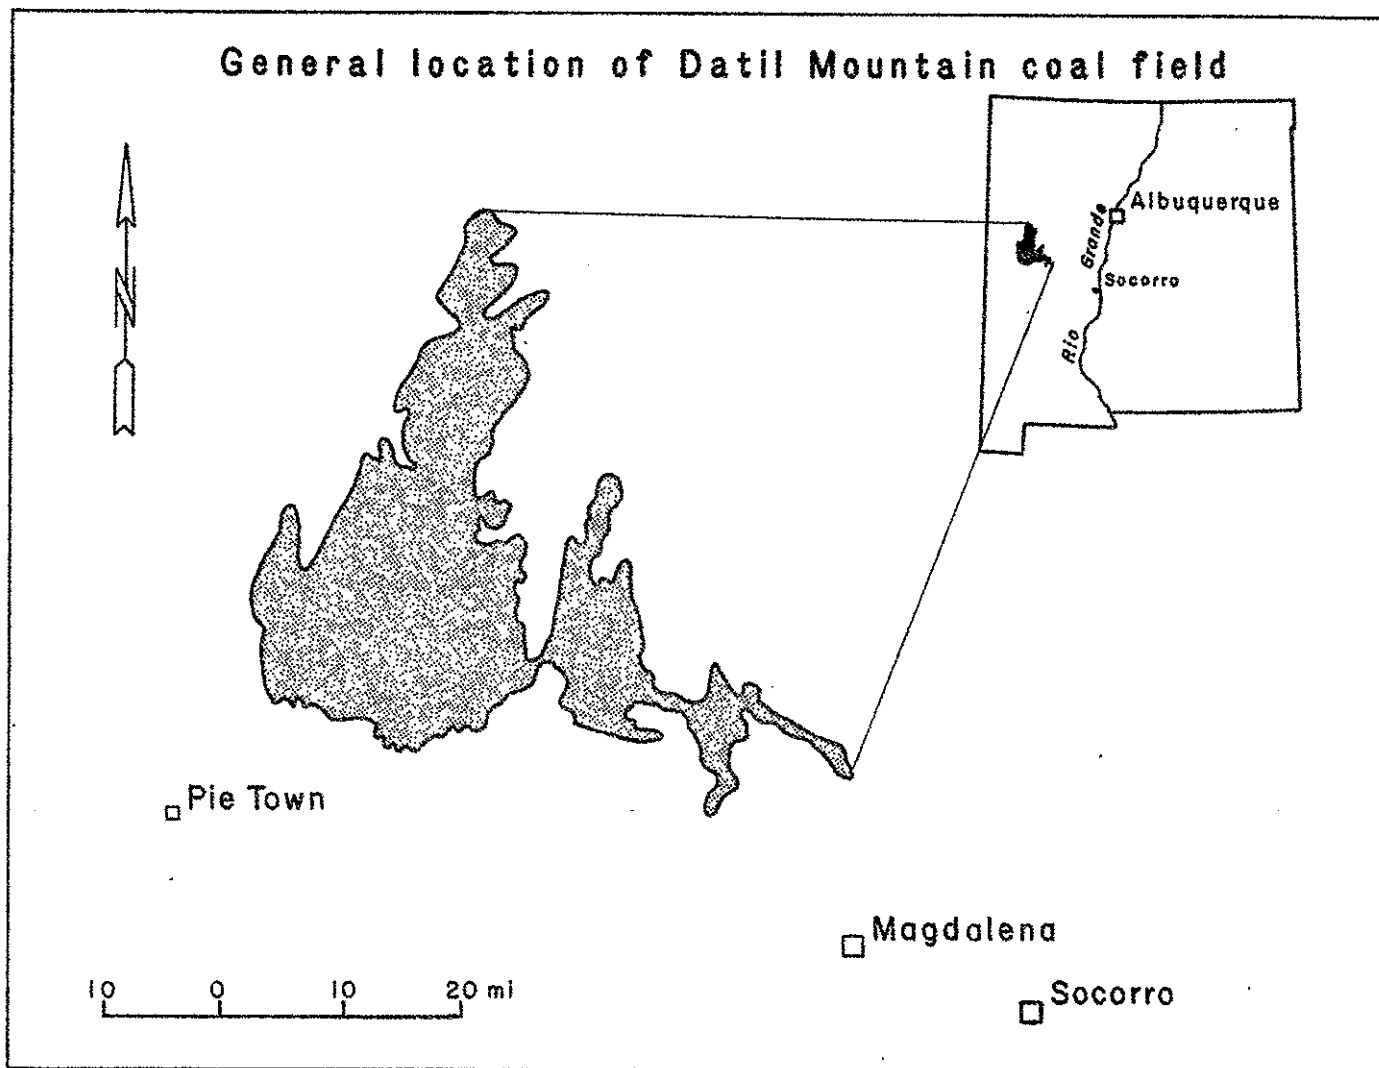 General location of Datil Mountain coal field
N
Albuquerque
Rio Grande
Socorro
Pie Town
Magdalena
Socorro
10 0 10 20 mi